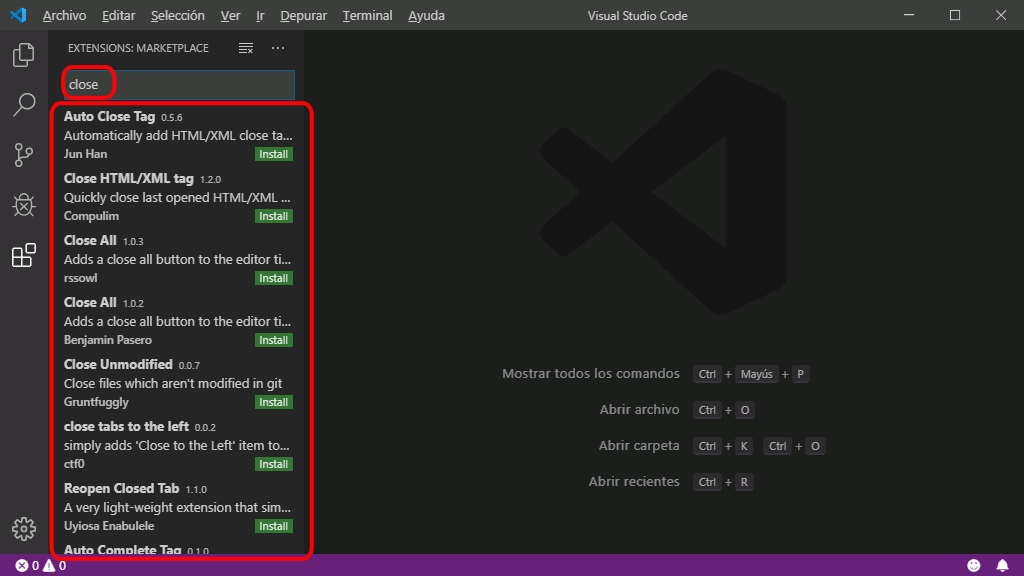 Archivo Editar Selección Ver Ir Depurar Terminal Ayuda Visual Studio Code
EXTENSIONS: MARKETPLACE
close
Auto Close Tag 0.5.6
Automatically add HTML/XML close ta...
Jun Han Install
Close HTML/XML tag 1.2.0
Quickly close last opened HTML/XML ...
Compulim Install
Close All 1.0.3
Adds a close all button to the editor ti...
rssowl Install
Close All 1.0.2
Adds a close all button to the editor ti...
Benjamin Pasero Install
Close Unmodified 0.0.7
Close files which aren't modified in git
Gruntfuggly Install
close tabs to the left 0.0.2
simply adds 'Close to the Left' item to...
ctf0 Install
Reopen Closed Tab 1.1.0
A very light-weight extension that sim...
Uyiosa Enabulele Install
Auto Complete Tag 0.1.0
Mostrar todos los comandos Ctrl + Mayús + P
Abrir archivo Ctrl + O
Abrir carpeta Ctrl + K Ctrl + O
Abrir recientes Ctrl + R
0 0